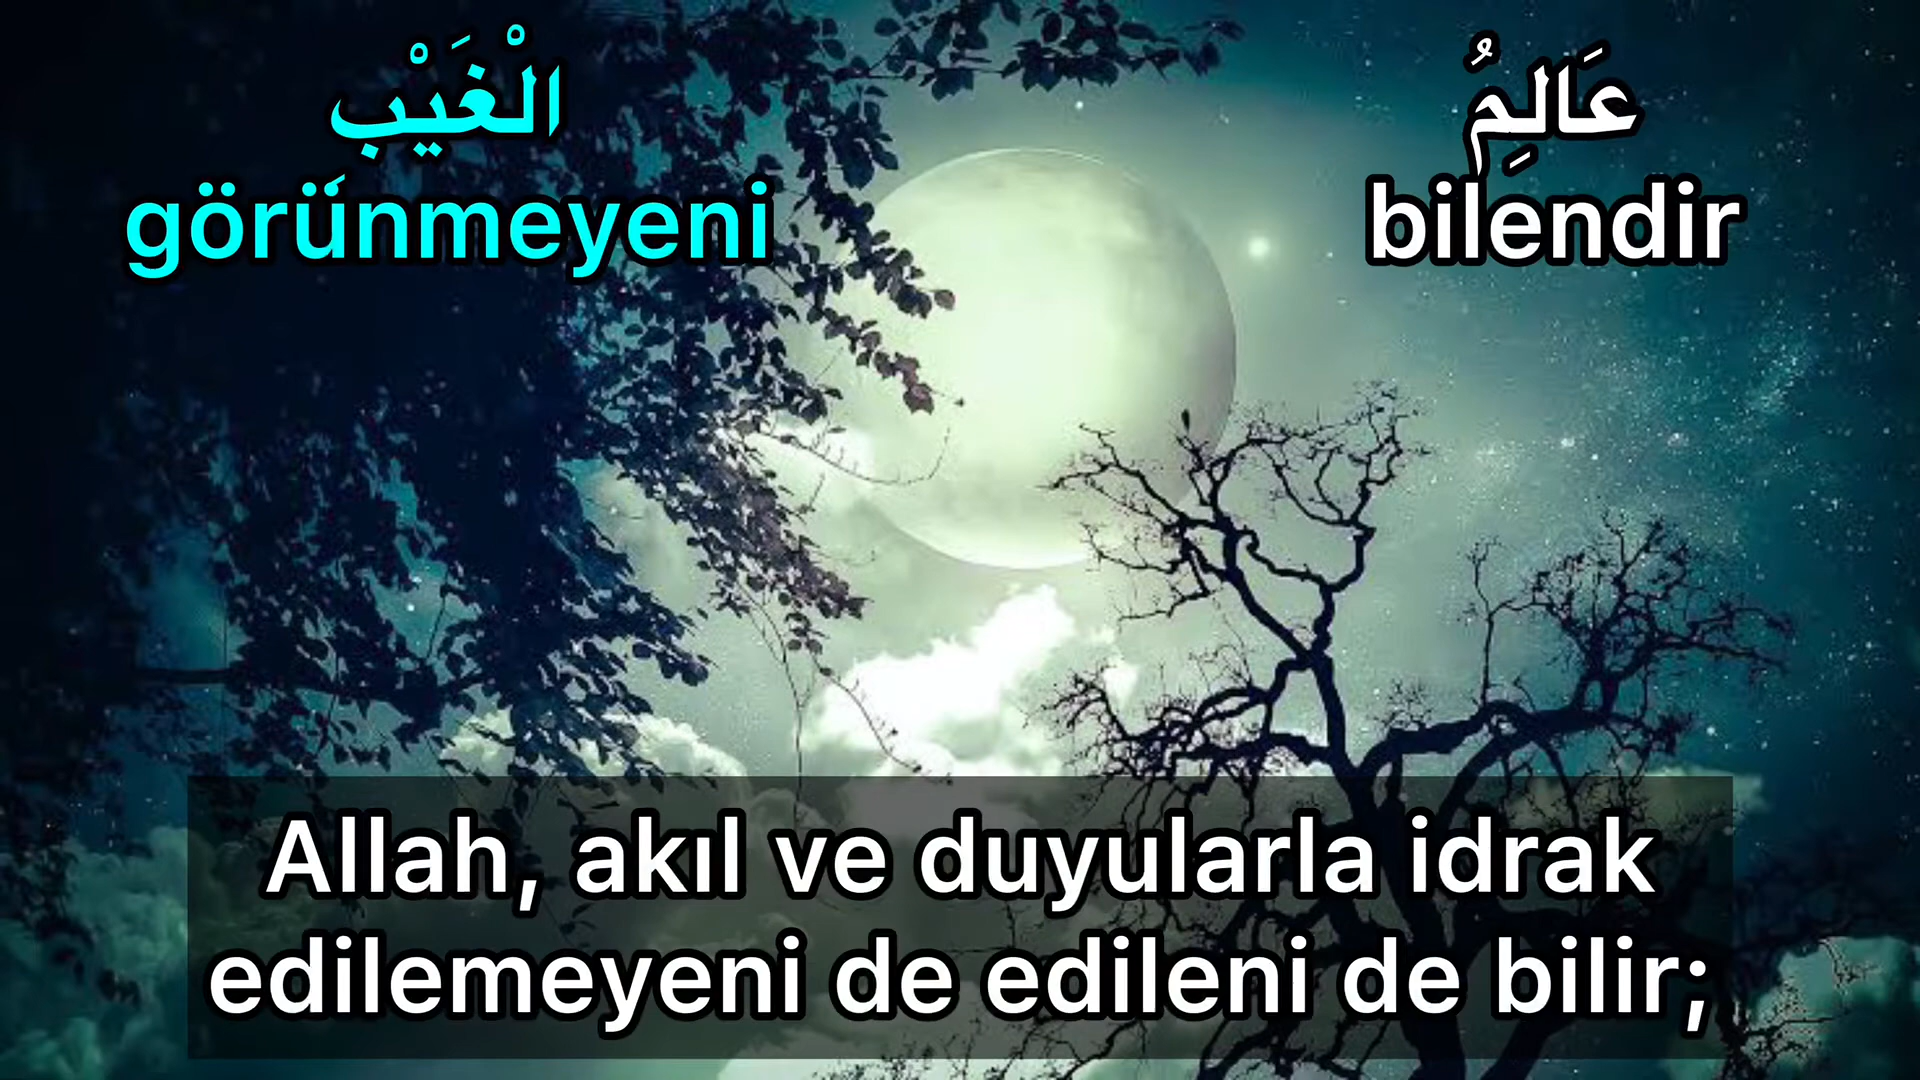 عَالِمُ الْغَيْبِ
görünmeyeni bilendir
Allah, akıl ve duyularla idrak
edilemeyeni de edileni de bilir;